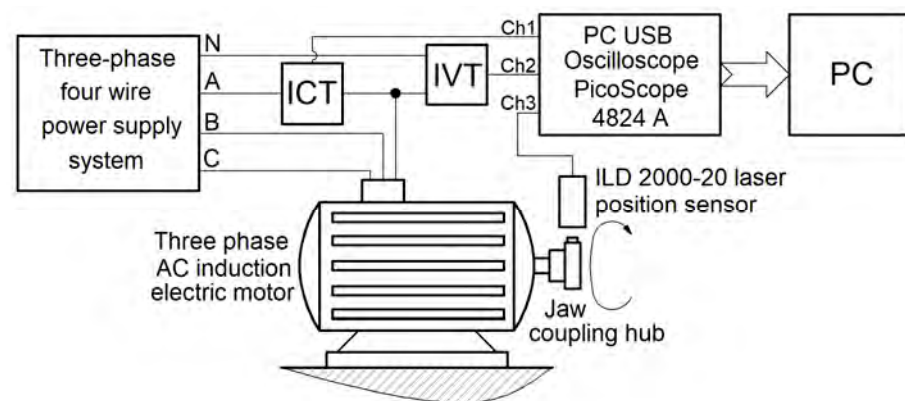 Three-phase
four wire
power supply
system
N
A
B
C
ICT
IVT
Ch1
Ch2
Ch3
PC USB
Oscilloscope
PicoScope
4824 A
PC
ILD 2000-20 laser
position sensor
Three phase
AC induction
electric motor
Jaw
coupling hub